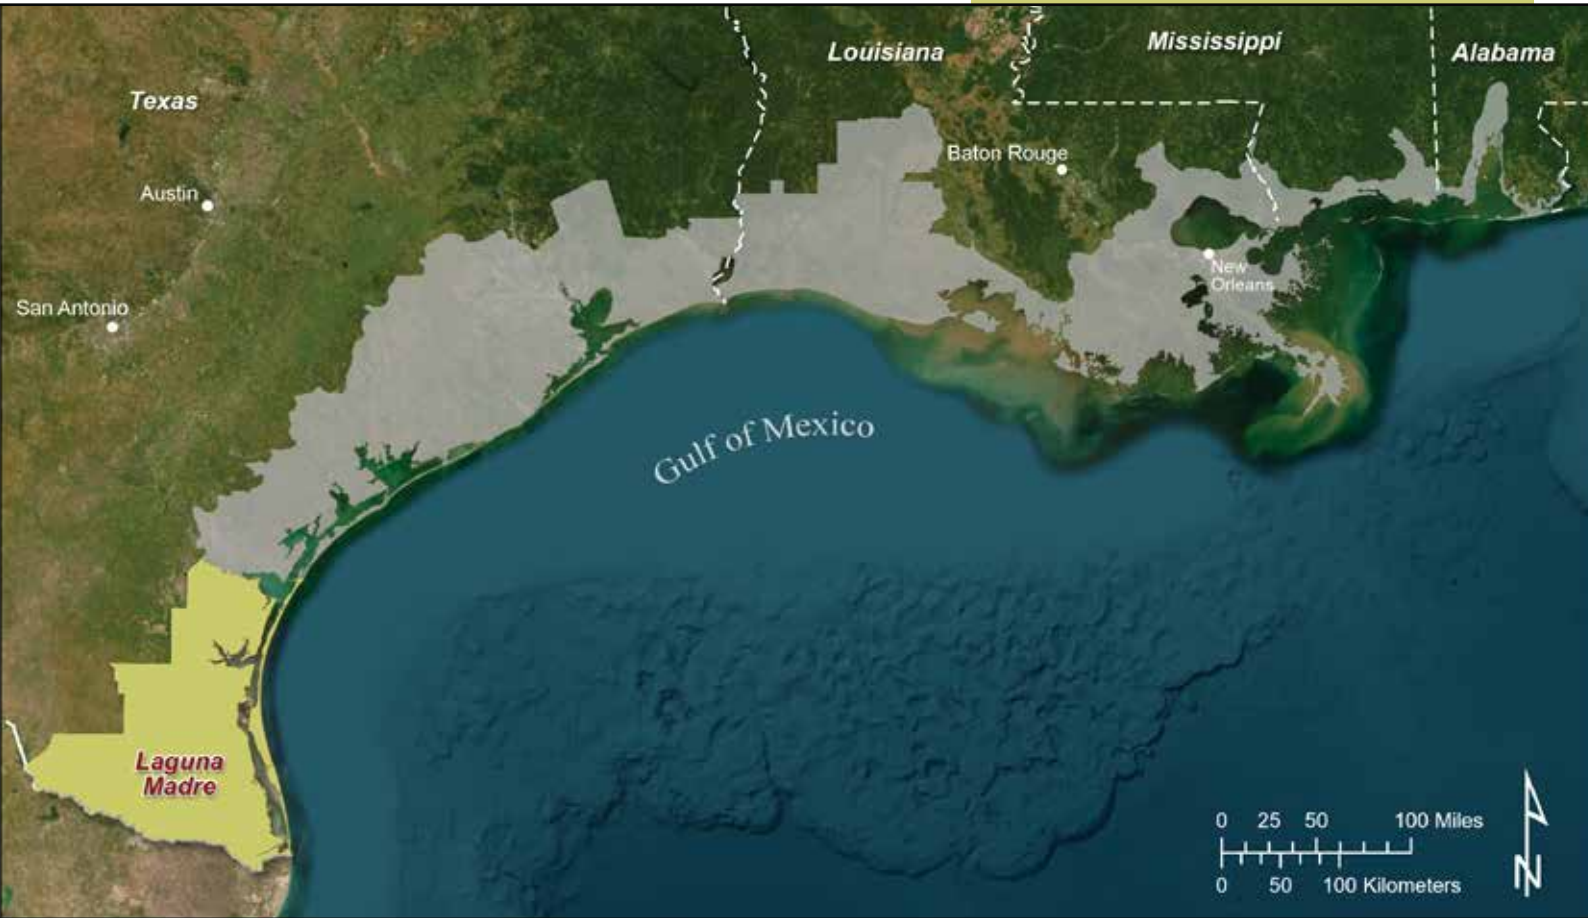 Louisiana
Mississippi
Alabama
Texas
Baton Rouge
Austin
New
Orleans
San Antonio
Gulf of Mexico
Laguna
Madre
0 25 50 100 Miles
0 50 100 Kilometers
N